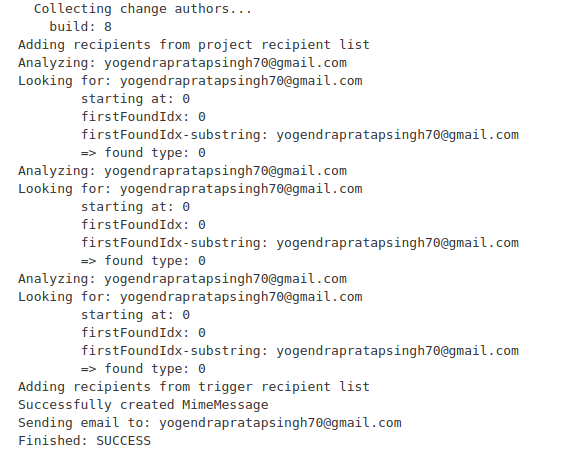 Collecting change authors...
build: 8
Adding recipients from project recipient list
Analyzing: yogendrapratapsingh70@gmail.com
Looking for: yogendrapratapsingh70@gmail.com
starting at: 0
firstFoundIdx: 0
firstFoundIdx-substring: yogendrapratapsingh70@gmail.com
=> found type: 0
Analyzing: yogendrapratapsingh70@gmail.com
Looking for: yogendrapratapsingh70@gmail.com
starting at: 0
firstFoundIdx: 0
firstFoundIdx-substring: yogendrapratapsingh70@gmail.com
=> found type: 0
Analyzing: yogendrapratapsingh70@gmail.com
Looking for: yogendrapratapsingh70@gmail.com
starting at: 0
firstFoundIdx: 0
firstFoundIdx-substring: yogendrapratapsingh70@gmail.com
=> found type: 0
Adding recipients from trigger recipient list
Successfully created MimeMessage
Sending email to: yogendrapratapsingh70@gmail.com
Finished: SUCCESS